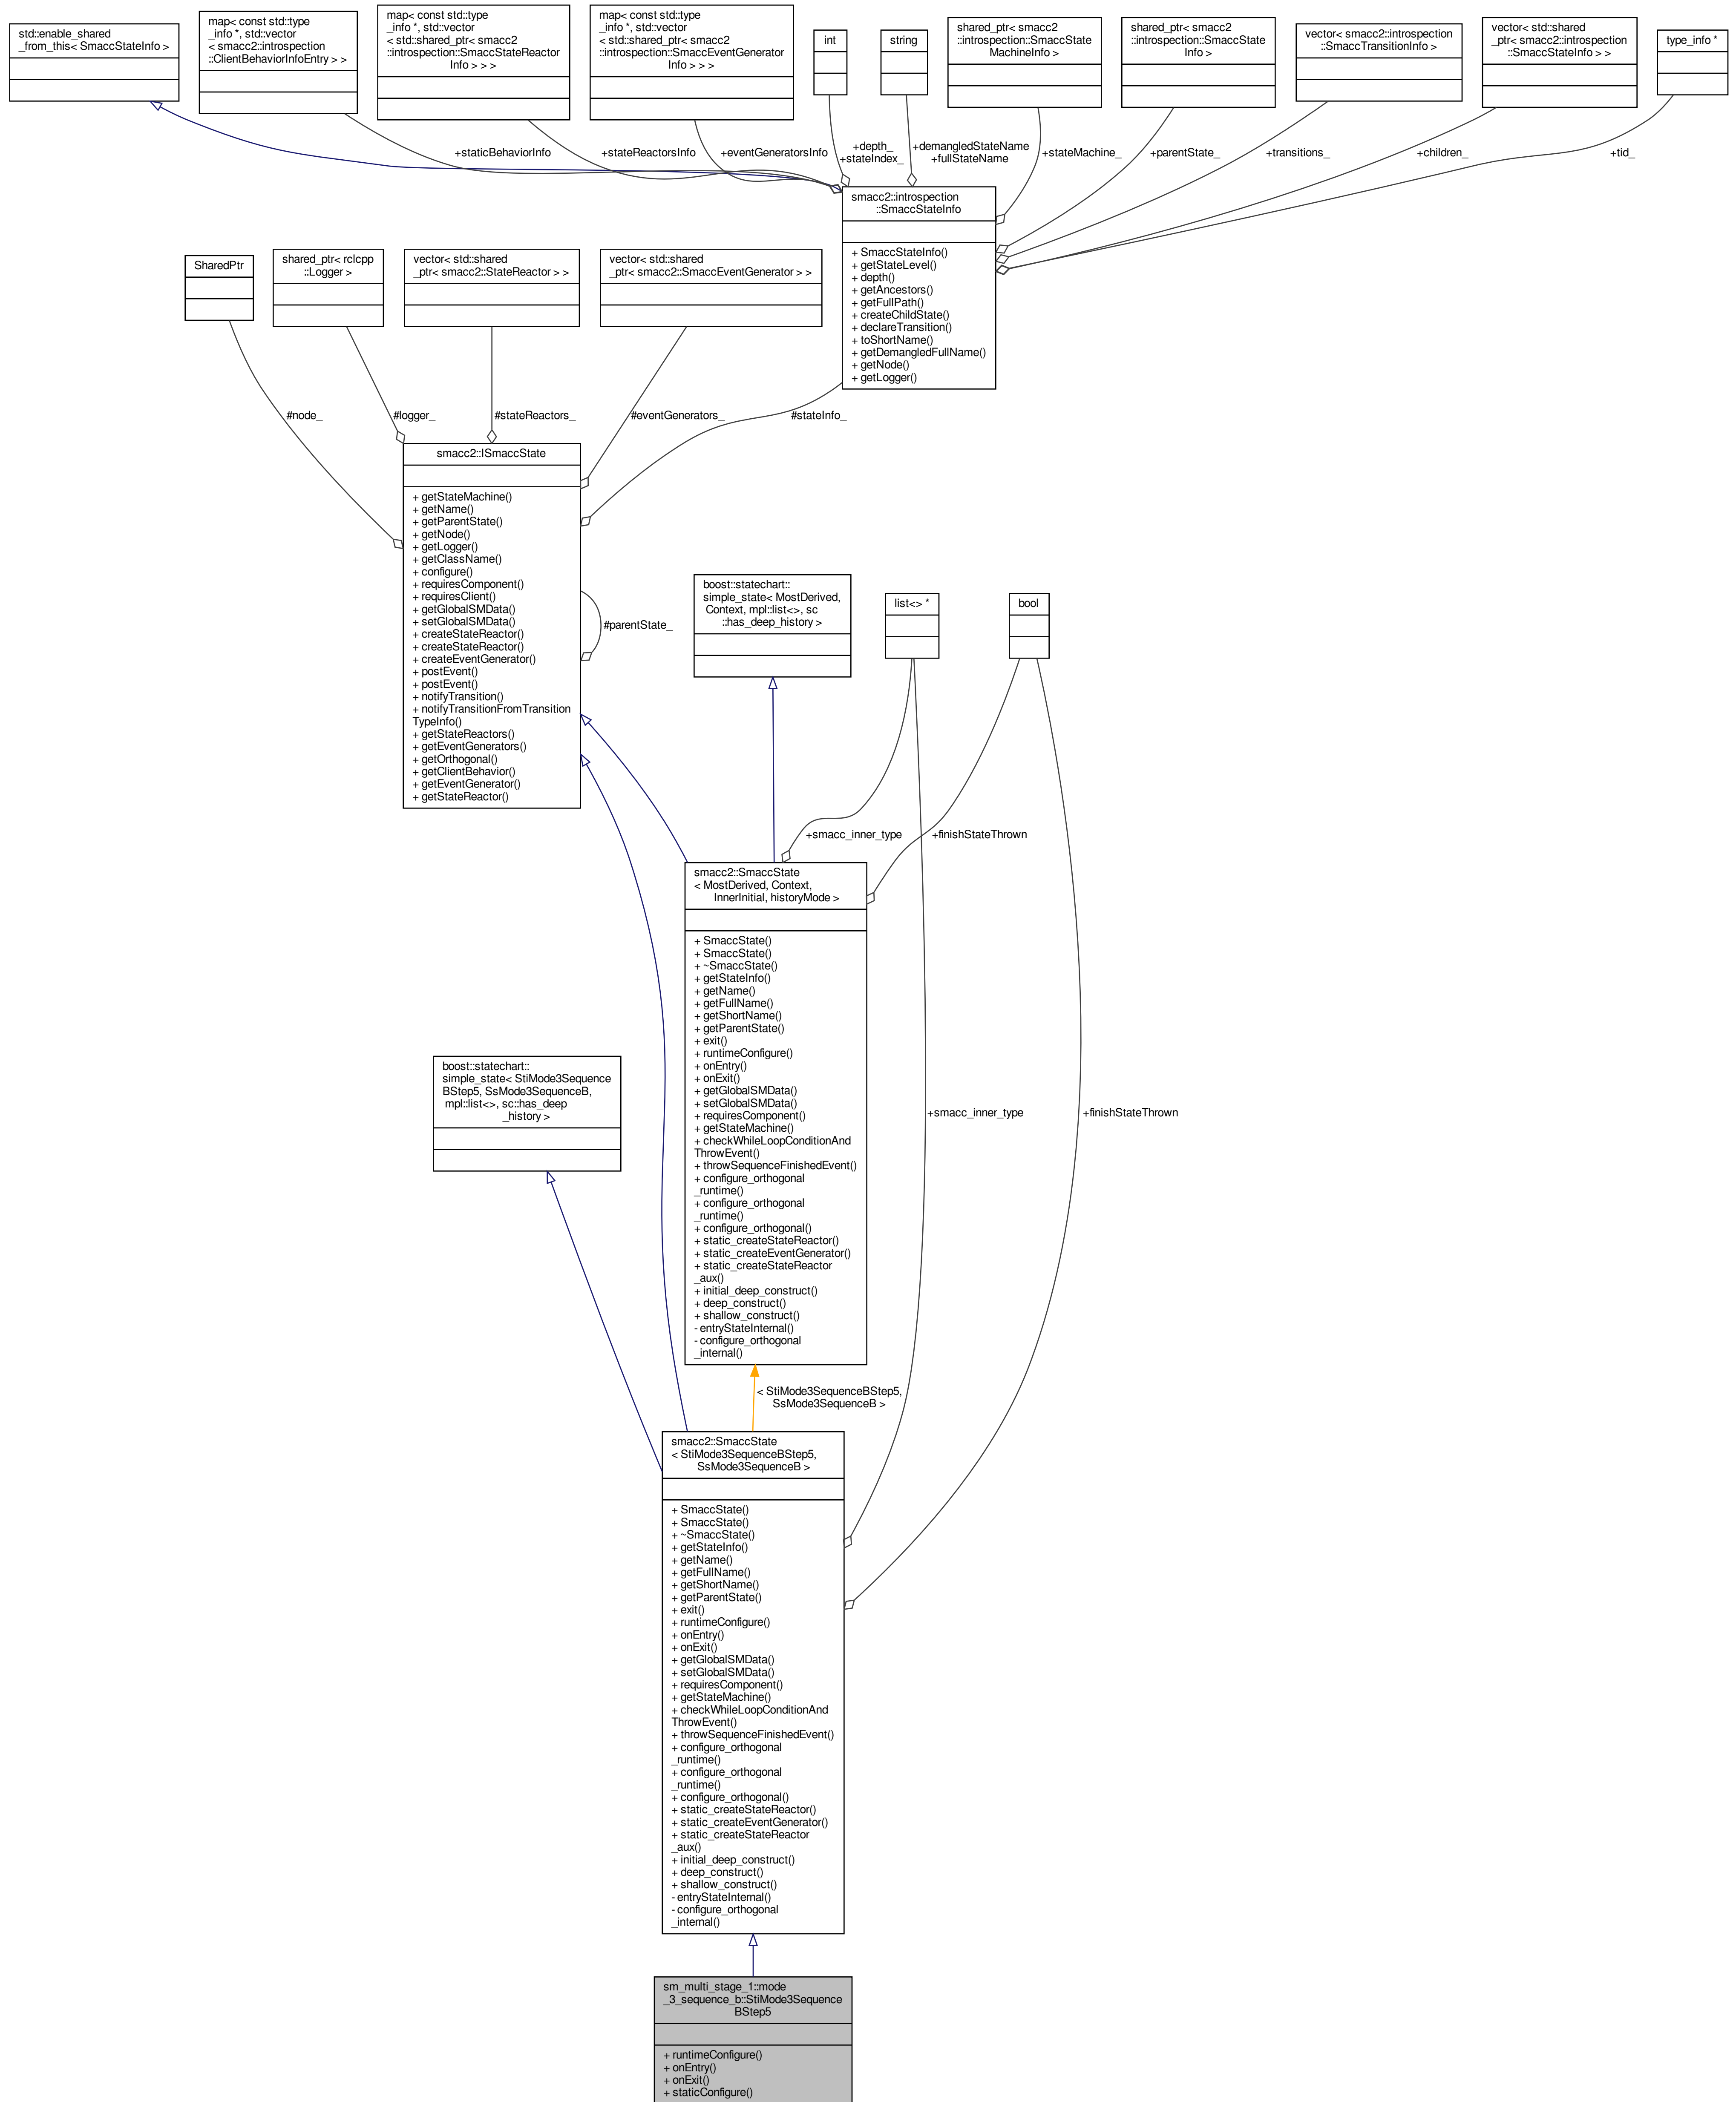 std::enable_shared
_from_this< SmaccStateInfo >
map< const std::type
_info *, std::vector
< smacc2::introspection
::ClientBehaviorInfoEntry > >
map< const std::type
_info *, std::vector
< std::shared_ptr< smacc2
::introspection::SmaccStateReactor
Info > > >
map< const std::type
_info *, std::vector
< std::shared_ptr< smacc2
::introspection::SmaccEventGenerator
Info > > >
int
string
shared_ptr< smacc2
::introspection::SmaccState
MachineInfo >
shared_ptr< smacc2
::introspection::SmaccState
Info >
vector< smacc2::introspection
::SmaccTransitionInfo >
vector< std::shared
_ptr< smacc2::introspection
::SmaccStateInfo > >
type_info *
+staticBehaviorInfo
+stateReactorsInfo
+eventGeneratorsInfo
+depth_
+stateIndex_
+demangledStateName
+fullStateName
+stateMachine_
+parentState_
+transitions_
+children_
+tid_
smacc2::introspection
::SmaccStateInfo
+ SmaccStateInfo()
+ getStateLevel()
+ depth()
+ getAncestors()
+ getFullPath()
+ createChildState()
+ declareTransition()
+ toShortName()
+ getDemangledFullName()
+ getNode()
+ getLogger()
SharedPtr
shared_ptr< rclcpp
::Logger >
vector< std::shared
_ptr< smacc2::StateReactor > >
vector< std::shared
_ptr< smacc2::SmaccEventGenerator > >
#node_
#logger_
#stateReactors_
#eventGenerators_
#stateInfo_
smacc2::ISmaccState
+ getStateMachine()
+ getName()
+ getParentState()
+ getNode()
+ getLogger()
+ getClassName()
+ configure()
+ requiresComponent()
+ requiresClient()
+ getGlobalSMData()
+ setGlobalSMData()
+ createStateReactor()
+ createStateReactor()
+ createEventGenerator()
+ postEvent()
+ postEvent()
+ notifyTransition()
+ notifyTransitionFromTransition
TypeInfo()
+ getStateReactors()
+ getEventGenerators()
+ getOrthogonal()
+ getClientBehavior()
+ getEventGenerator()
+ getStateReactor()
#parentState_
boost::statechart::
simple_state< MostDerived,
Context, mpl::list<>, sc
::has_deep_history >
list<> *
bool
+smacc_inner_type
+finishStateThrown
smacc2::SmaccState
< MostDerived, Context,
InnerInitial, historyMode >
+ SmaccState()
+ SmaccState()
+ ~SmaccState()
+ getStateInfo()
+ getName()
+ getFullName()
+ getShortName()
+ getParentState()
+ exit()
+ runtimeConfigure()
+ onEntry()
+ onExit()
+ getGlobalSMData()
+ setGlobalSMData()
+ requiresComponent()
+ getStateMachine()
+ checkWhileLoopConditionAnd
ThrowEvent()
+ throwSequenceFinishedEvent()
+ configure_orthogonal
_runtime()
+ configure_orthogonal
_runtime()
+ configure_orthogonal()
+ static_createStateReactor()
+ static_createEventGenerator()
+ static_createStateReactor
_aux()
+ initial_deep_construct()
+ deep_construct()
+ shallow_construct()
- entryStateInternal()
- configure_orthogonal
_internal()
boost::statechart::
simple_state< StiMode3Sequence
BStep5, SsMode3SequenceB,
mpl::list<>, sc::has_deep
_history >
+smacc_inner_type
+finishStateThrown
< StiMode3SequenceBStep5,
SsMode3SequenceB >
smacc2::SmaccState
< StiMode3SequenceBStep5,
SsMode3SequenceB >
+ SmaccState()
+ SmaccState()
+ ~SmaccState()
+ getStateInfo()
+ getName()
+ getFullName()
+ getShortName()
+ getParentState()
+ exit()
+ runtimeConfigure()
+ onEntry()
+ onExit()
+ getGlobalSMData()
+ setGlobalSMData()
+ requiresComponent()
+ getStateMachine()
+ checkWhileLoopConditionAnd
ThrowEvent()
+ throwSequenceFinishedEvent()
+ configure_orthogonal
_runtime()
+ configure_orthogonal
_runtime()
+ configure_orthogonal()
+ static_createStateReactor()
+ static_createEventGenerator()
+ static_createStateReactor
_aux()
+ initial_deep_construct()
+ deep_construct()
+ shallow_construct()
- entryStateInternal()
- configure_orthogonal
_internal()
sm_multi_stage_1::mode
_3_sequence_b::StiMode3Sequence
BStep5
+ runtimeConfigure()
+ onEntry()
+ onExit()
+ staticConfigure()